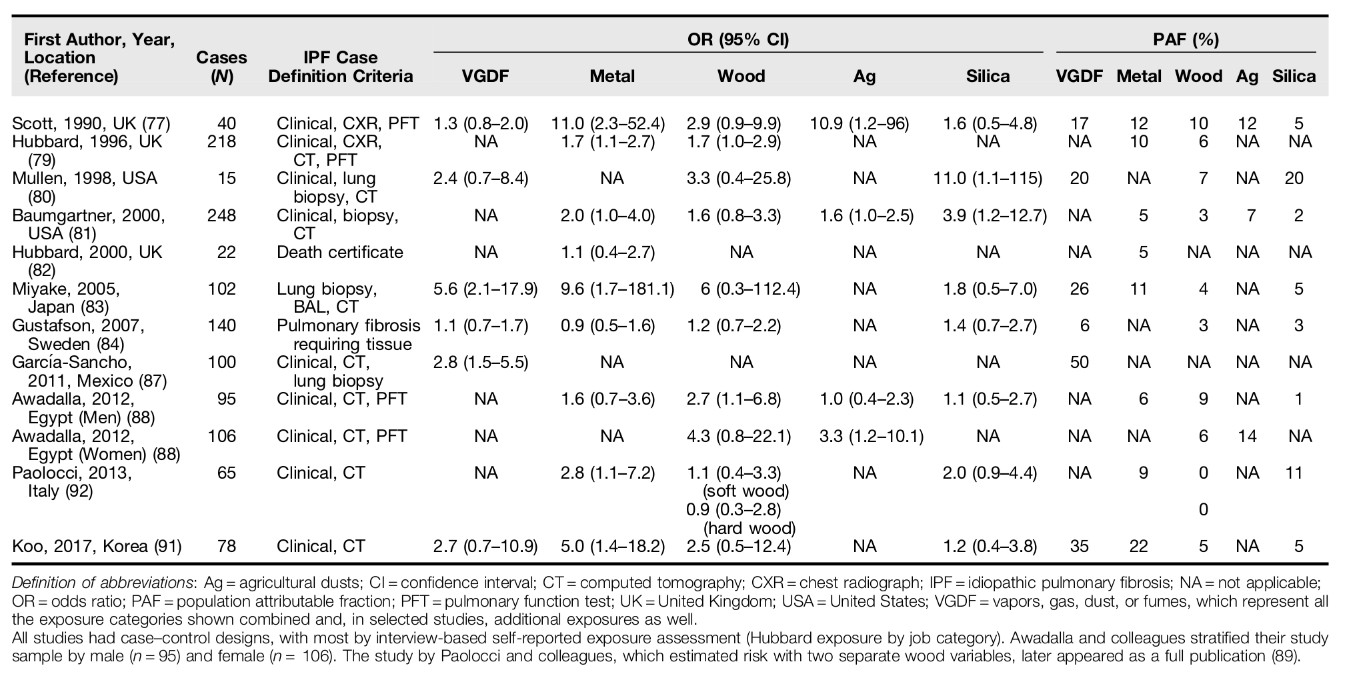 First Author, Year, Location (Reference) Cases (N) IPF Case Definition Criteria OR (95% CI) PAF (%)
VGDF Metal Wood Ag Silica VGDF Metal Wood Ag Silica
Scott, 1990, UK (77) 40 Clinical, CXR, PFT 1.3 (0.8–2.0) 11.0 (2.3–52.4) 2.9 (0.9–9.9) 10.9 (1.2–96) 1.6 (0.5–4.8) 17 12 10 12 5
Hubbard, 1996, UK 218 Clinical, CXR, NA 1.7 (1.1–2.7) 1.7 (1.0–2.9) NA NA NA 10 6 NA NA
(79) CT, PFT
Mullen, 1998, USA 15 Clinical, lung 2.4 (0.7–8.4) NA 3.3 (0.4–25.8) NA 11.0 (1.1–115) 20 NA 7 NA 20
(80) biopsy, CT
Baumgartner, 2000, 248 Clinical, biopsy, NA 2.0 (1.0–4.0) 1.6 (0.8–3.3) 1.6 (1.0–2.5) 3.9 (1.2–12.7) NA 5 3 7 2
USA (81) CT
Hubbard, 2000, UK 22 Death certificate NA 1.1 (0.4–2.7) NA NA NA NA 5 NA NA NA
(82)
Miyake, 2005, 102 Lung biopsy, 5.6 (2.1–17.9) 9.6 (1.7–181.1) 6 (0.3–112.4) NA 1.8 (0.5–7.0) 26 11 4 NA 5
Japan (83) BAL, CT
Gustafson, 2007, 140 Pulmonary fibrosis 1.1 (0.7–1.7) 0.9 (0.5–1.6) 1.2 (0.7–2.2) NA 1.4 (0.7–2.7) 6 NA 3 NA 3
Sweden (84) requiring tissue
García-Sancho, 100 Clinical, CT, 2.8 (1.5–5.5) NA NA NA NA 50 NA NA NA NA
2011, Mexico (87) lung biopsy
Awadalla, 2012, 95 Clinical, CT, PFT NA 1.6 (0.7–3.6) 2.7 (1.1–6.8) 1.0 (0.4–2.3) 1.1 (0.5–2.7) NA 6 9 NA 1
Egypt (Men) (88)
Awadalla, 2012, 106 Clinical, CT, PFT NA NA 4.3 (0.8–22.1) 3.3 (1.2–10.1) NA NA NA 6 14 NA
Egypt (Women) (88)
Paolocci, 2013, 65 Clinical, CT NA 2.8 (1.1–7.2) 1.1 (0.4–3.3) NA 2.0 (0.9–4.4) NA 9 0 NA 11
Italy (92) (soft wood)
0.9 (0.3–2.8) 0
(hard wood)
Koo, 2017, Korea (91) 78 Clinical, CT 2.7 (0.7–10.9) 5.0 (1.4–18.2) 2.5 (0.5–12.4) NA 1.2 (0.4–3.8) 35 22 5 NA 5
Definition of abbreviations: Ag = agricultural dusts; CI = confidence interval; CT = computed tomography; CXR = chest radiograph; IPF = idiopathic pulmonary fibrosis; NA = not applicable;
OR = odds ratio; PAF = population attributable fraction; PFT = pulmonary function test; UK = United Kingdom; USA = United States; VGDF = vapors, gas, dust, or fumes, which represent all
the exposure categories shown combined and, in selected studies, additional exposures as well.
All studies had case–control designs, with most by interview-based self-reported exposure assessment (Hubbard exposure by job category). Awadalla and colleagues stratified their study
sample by male (n = 95) and female (n = 106). The study by Paolocci and colleagues, which estimated risk with two separate wood variables, later appeared as a full publication (89).